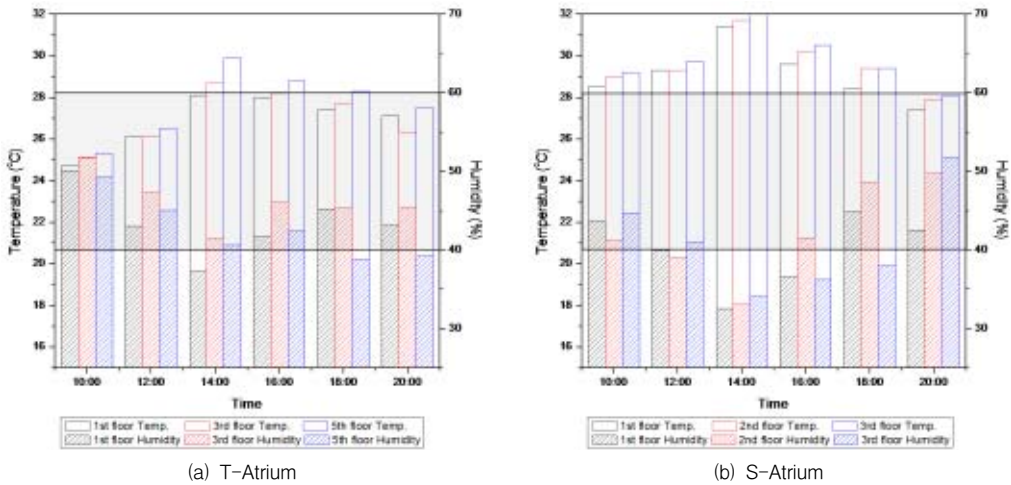 32
30
28
26
24
22
20
18
16
Temperature (°C)
70
60
50
40
30
Humidity (%)
10:00 12:00 14:00 16:00 18:00 20:00
Time
1st floor Temp. 3rd floor Temp. 5th floor Temp.
1st floor Humidity 3rd floor Humidity 5th floor Humidity
(a) T-Atrium
32
30
28
26
24
22
20
18
16
Temperature (°C)
70
60
50
40
30
Humidity (%)
10:00 12:00 14:00 16:00 18:00 20:00
Time
1st floor Temp. 2nd floor Temp. 3rd floor Temp.
1st floor Humidity 2nd floor Humidity 3rd floor Humidity
(b) S-Atrium